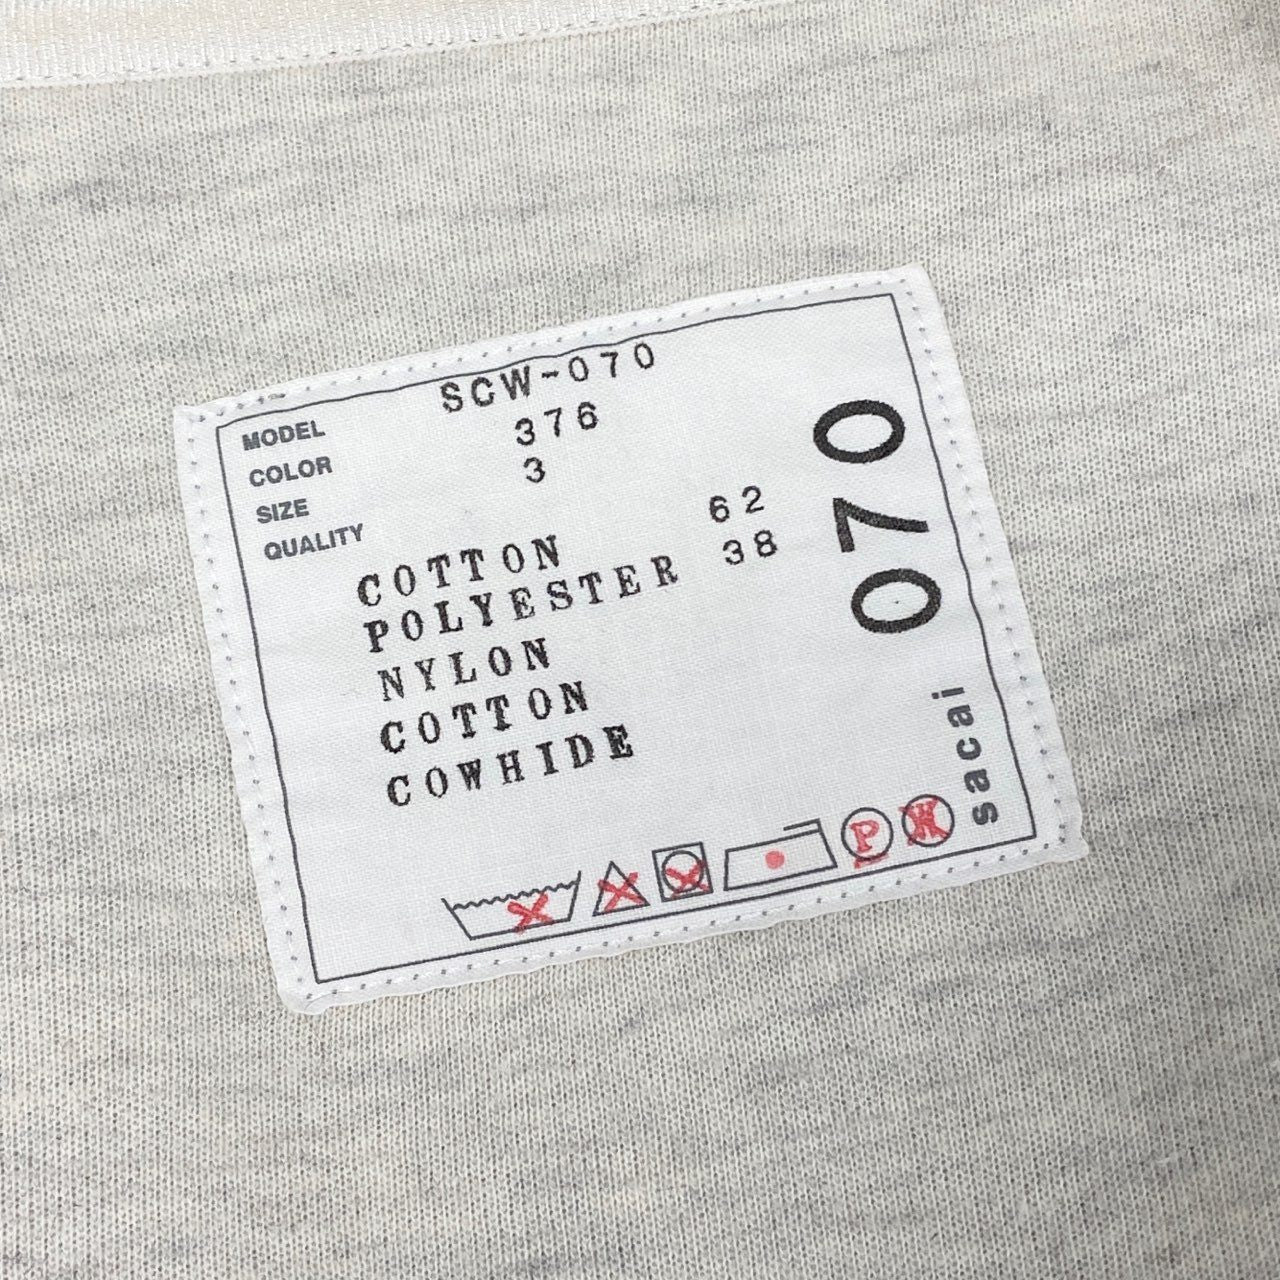 MODEL SCW-070
COLOR 376
SIZE 3
QUALITY
COTTON 62
POLYESTER 38
NYLON
COTTON
COWHIDE
P W
070
sacai